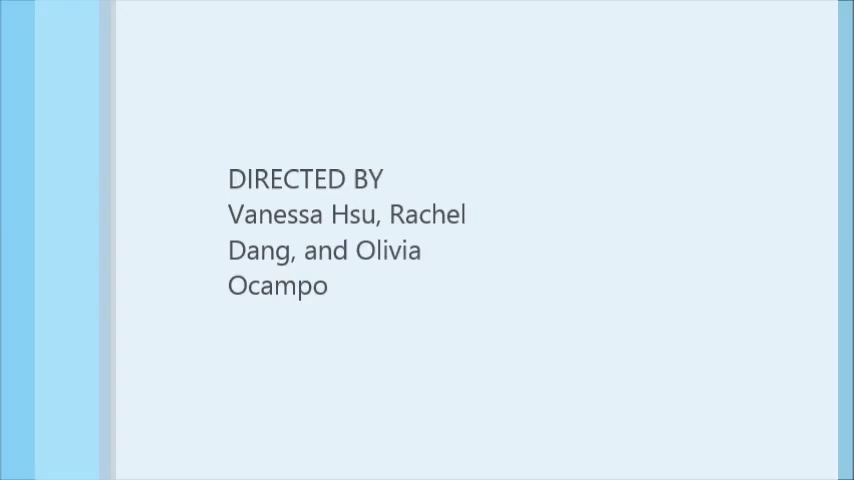 DIRECTED BY
Vanessa Hsu, Rachel
Dang, and Olivia
Ocampo